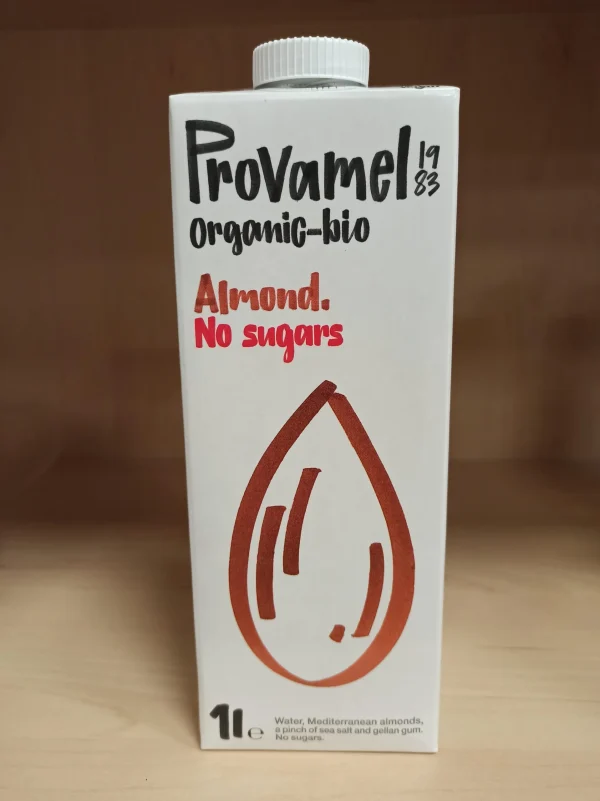 Provamel 19
83
organic-bio
Almond.
No sugars
1l e
Water, Mediterranean almonds,
a pinch of sea salt and gellan gum.
No sugars.